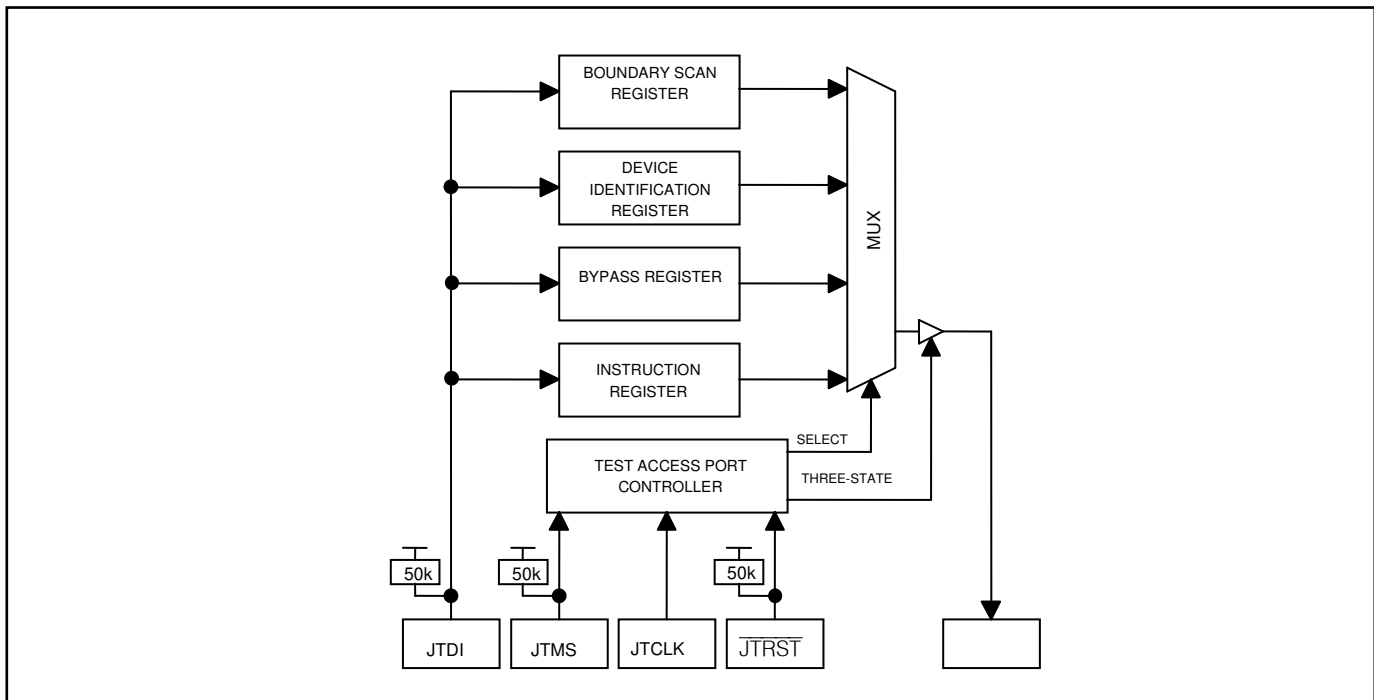 BOUNDARY SCAN
REGISTER
DEVICE
IDENTIFICATION
REGISTER
BYPASS REGISTER
INSTRUCTION
REGISTER
MUX
SELECT
TEST ACCESS PORT
CONTROLLER
THREE-STATE
50k
50k
50k
JTDI
JTMS
JTCLK
JTRST